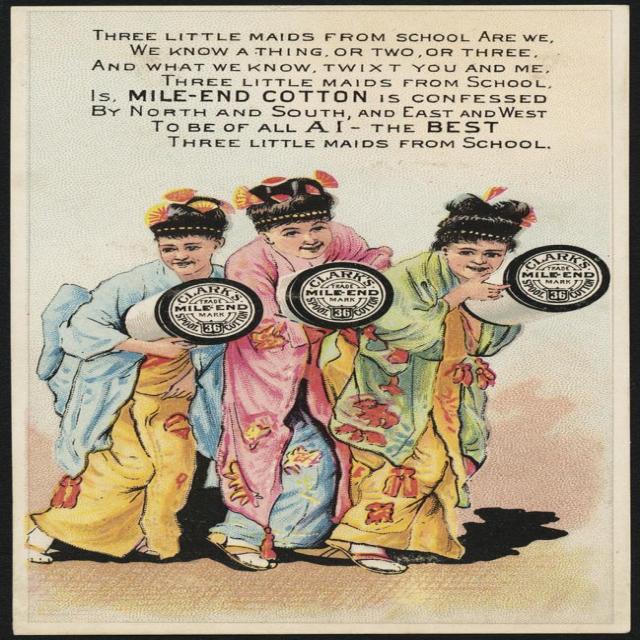 THREE LITTLE MAIDS FROM SCHOOL ARE WE,
WE KNOW A THING, OR TWO, OR THREE,
AND WHAT WE KNOW, TWIXT YOU AND ME,
THREE LITTLE MAIDS FROM SCHOOL,
IS, MILE-END COTTON IS CONFESSED
BY NORTH AND SOUTH, AND EAST AND WEST
TO BE OF ALL A I - THE BEST
THREE LITTLE MAIDS FROM SCHOOL.
CLARK'S
TRADE
MILE-END
MARK
36
SPOOL COTTON
CLARK'S
TRADE
MILE-END
MARK
36
SPOOL COTTON
CLARK'S
TRADE
MILE-END
MARK
36
SPOOL COTTON